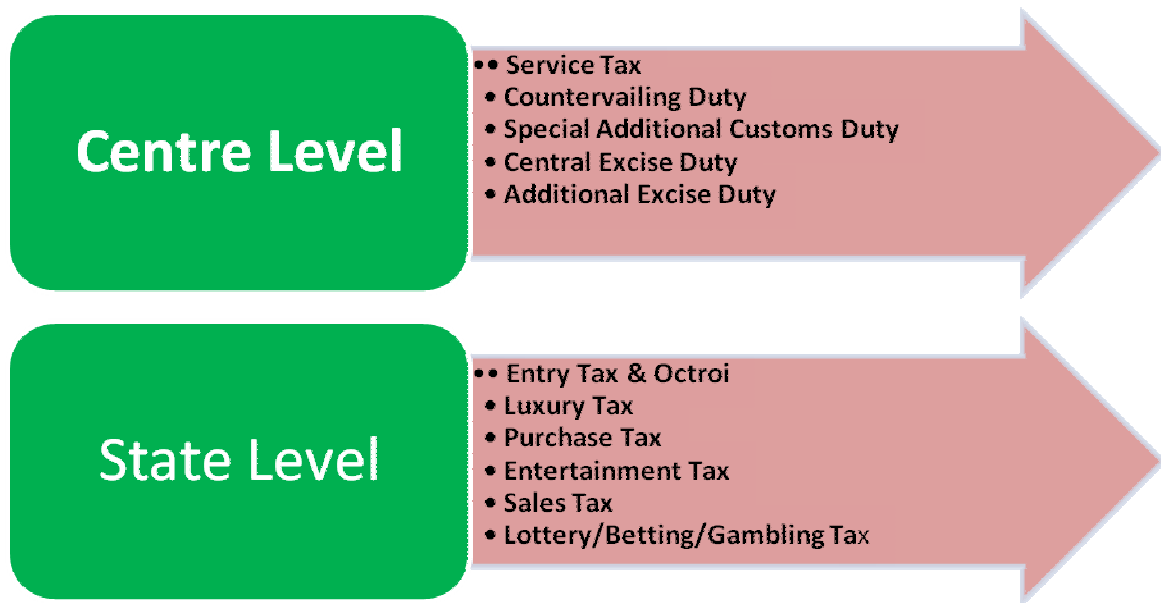 Centre Level
•• Service Tax
• Countervailing Duty
• Special Additional Customs Duty
• Central Excise Duty
• Additional Excise Duty
State Level
•• Entry Tax & Octroi
• Luxury Tax
• Purchase Tax
• Entertainment Tax
• Sales Tax
• Lottery/Betting/Gambling Tax